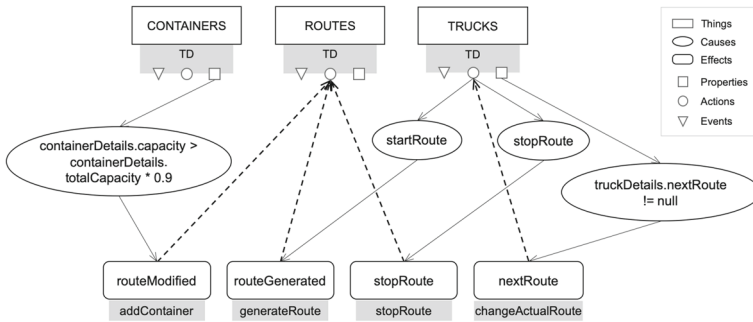 CONTAINERS
ROUTES
TRUCKS
TD
TD
TD
Things
Causes
Effects
Properties
Actions
Events
containerDetails.capacity >
containerDetails.
totalCapacity * 0.9
startRoute
stopRoute
truckDetails.nextRoute
!= null
routeModified
routeGenerated
stopRoute
nextRoute
addContainer
generateRoute
stopRoute
changeActualRoute